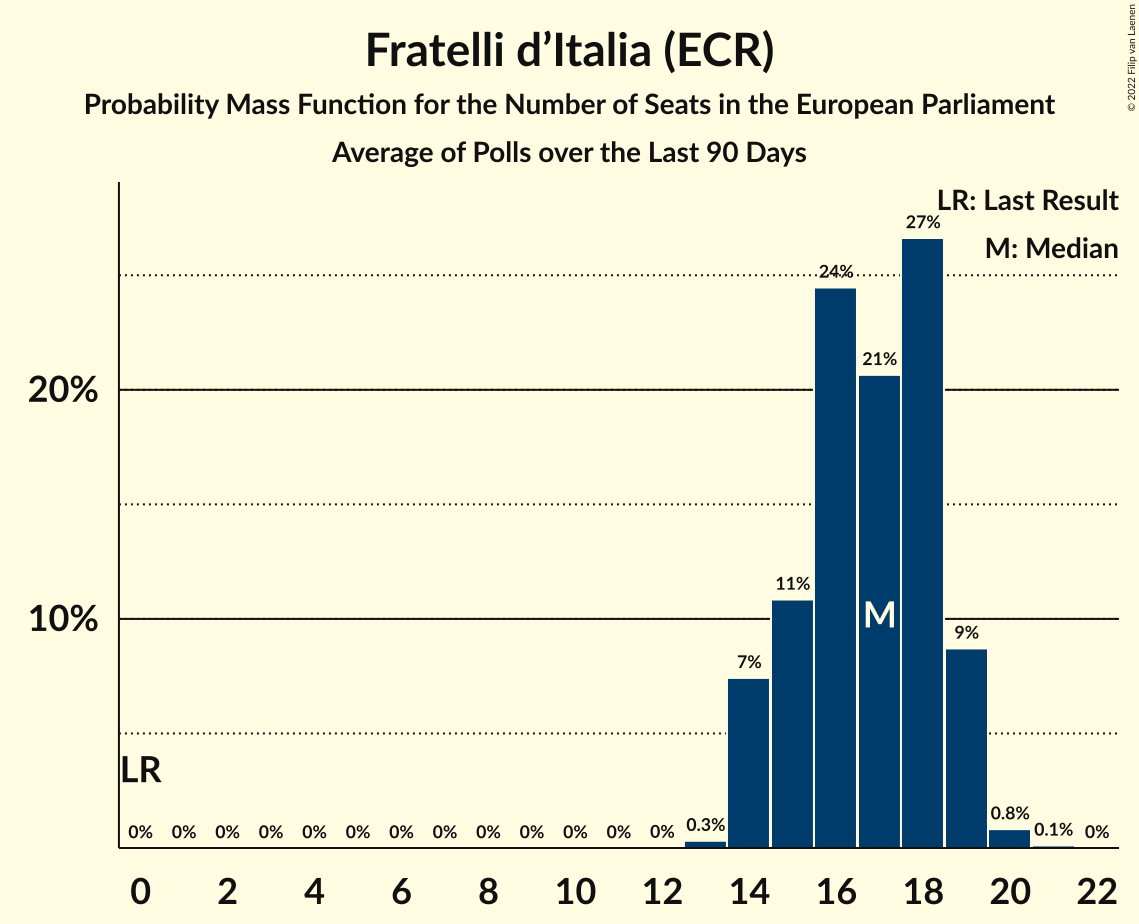 Fratelli d’Italia (ECR)
Probability Mass Function for the Number of Seats in the European Parliament
Average of Polls over the Last 90 Days
© 2022 Filip van Laenen
LR: Last Result
M: Median
27%
24%
21%
20%
11%
10%
M
9%
7%
LR
0% 0% 0% 0% 0% 0% 0% 0% 0% 0% 0% 0% 0% 0.3% 0.8% 0.1% 0%
0 2 4 6 8 10 12 14 16 18 20 22